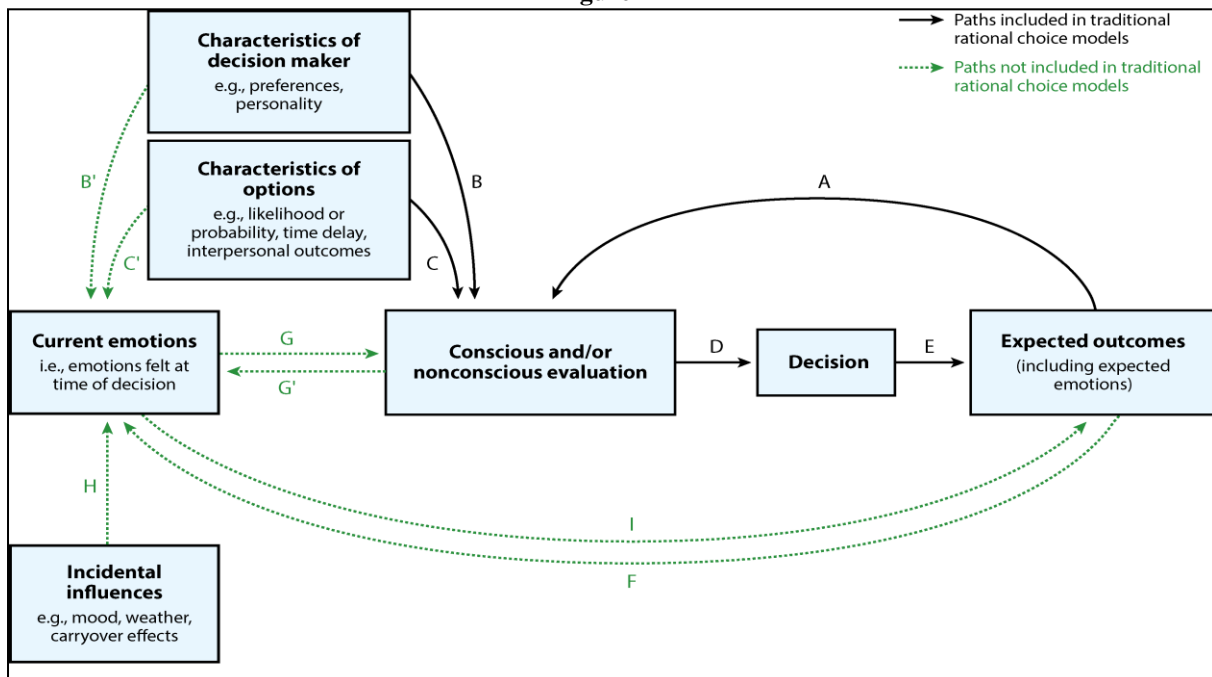 Characteristics of
decision maker
e.g., preferences,
personality
Paths included in traditional
rational choice models
Paths not included in traditional
rational choice models
Characteristics of
options
e.g., likelihood or
probability, time delay,
interpersonal outcomes
B'
B
A
C'
C
Current emotions
i.e., emotions felt at
time of decision
G
G'
Conscious and/or
nonconscious evaluation
D
Decision
E
Expected outcomes
(including expected
emotions)
H
I
F
Incidental
influences
e.g., mood, weather,
carryover effects